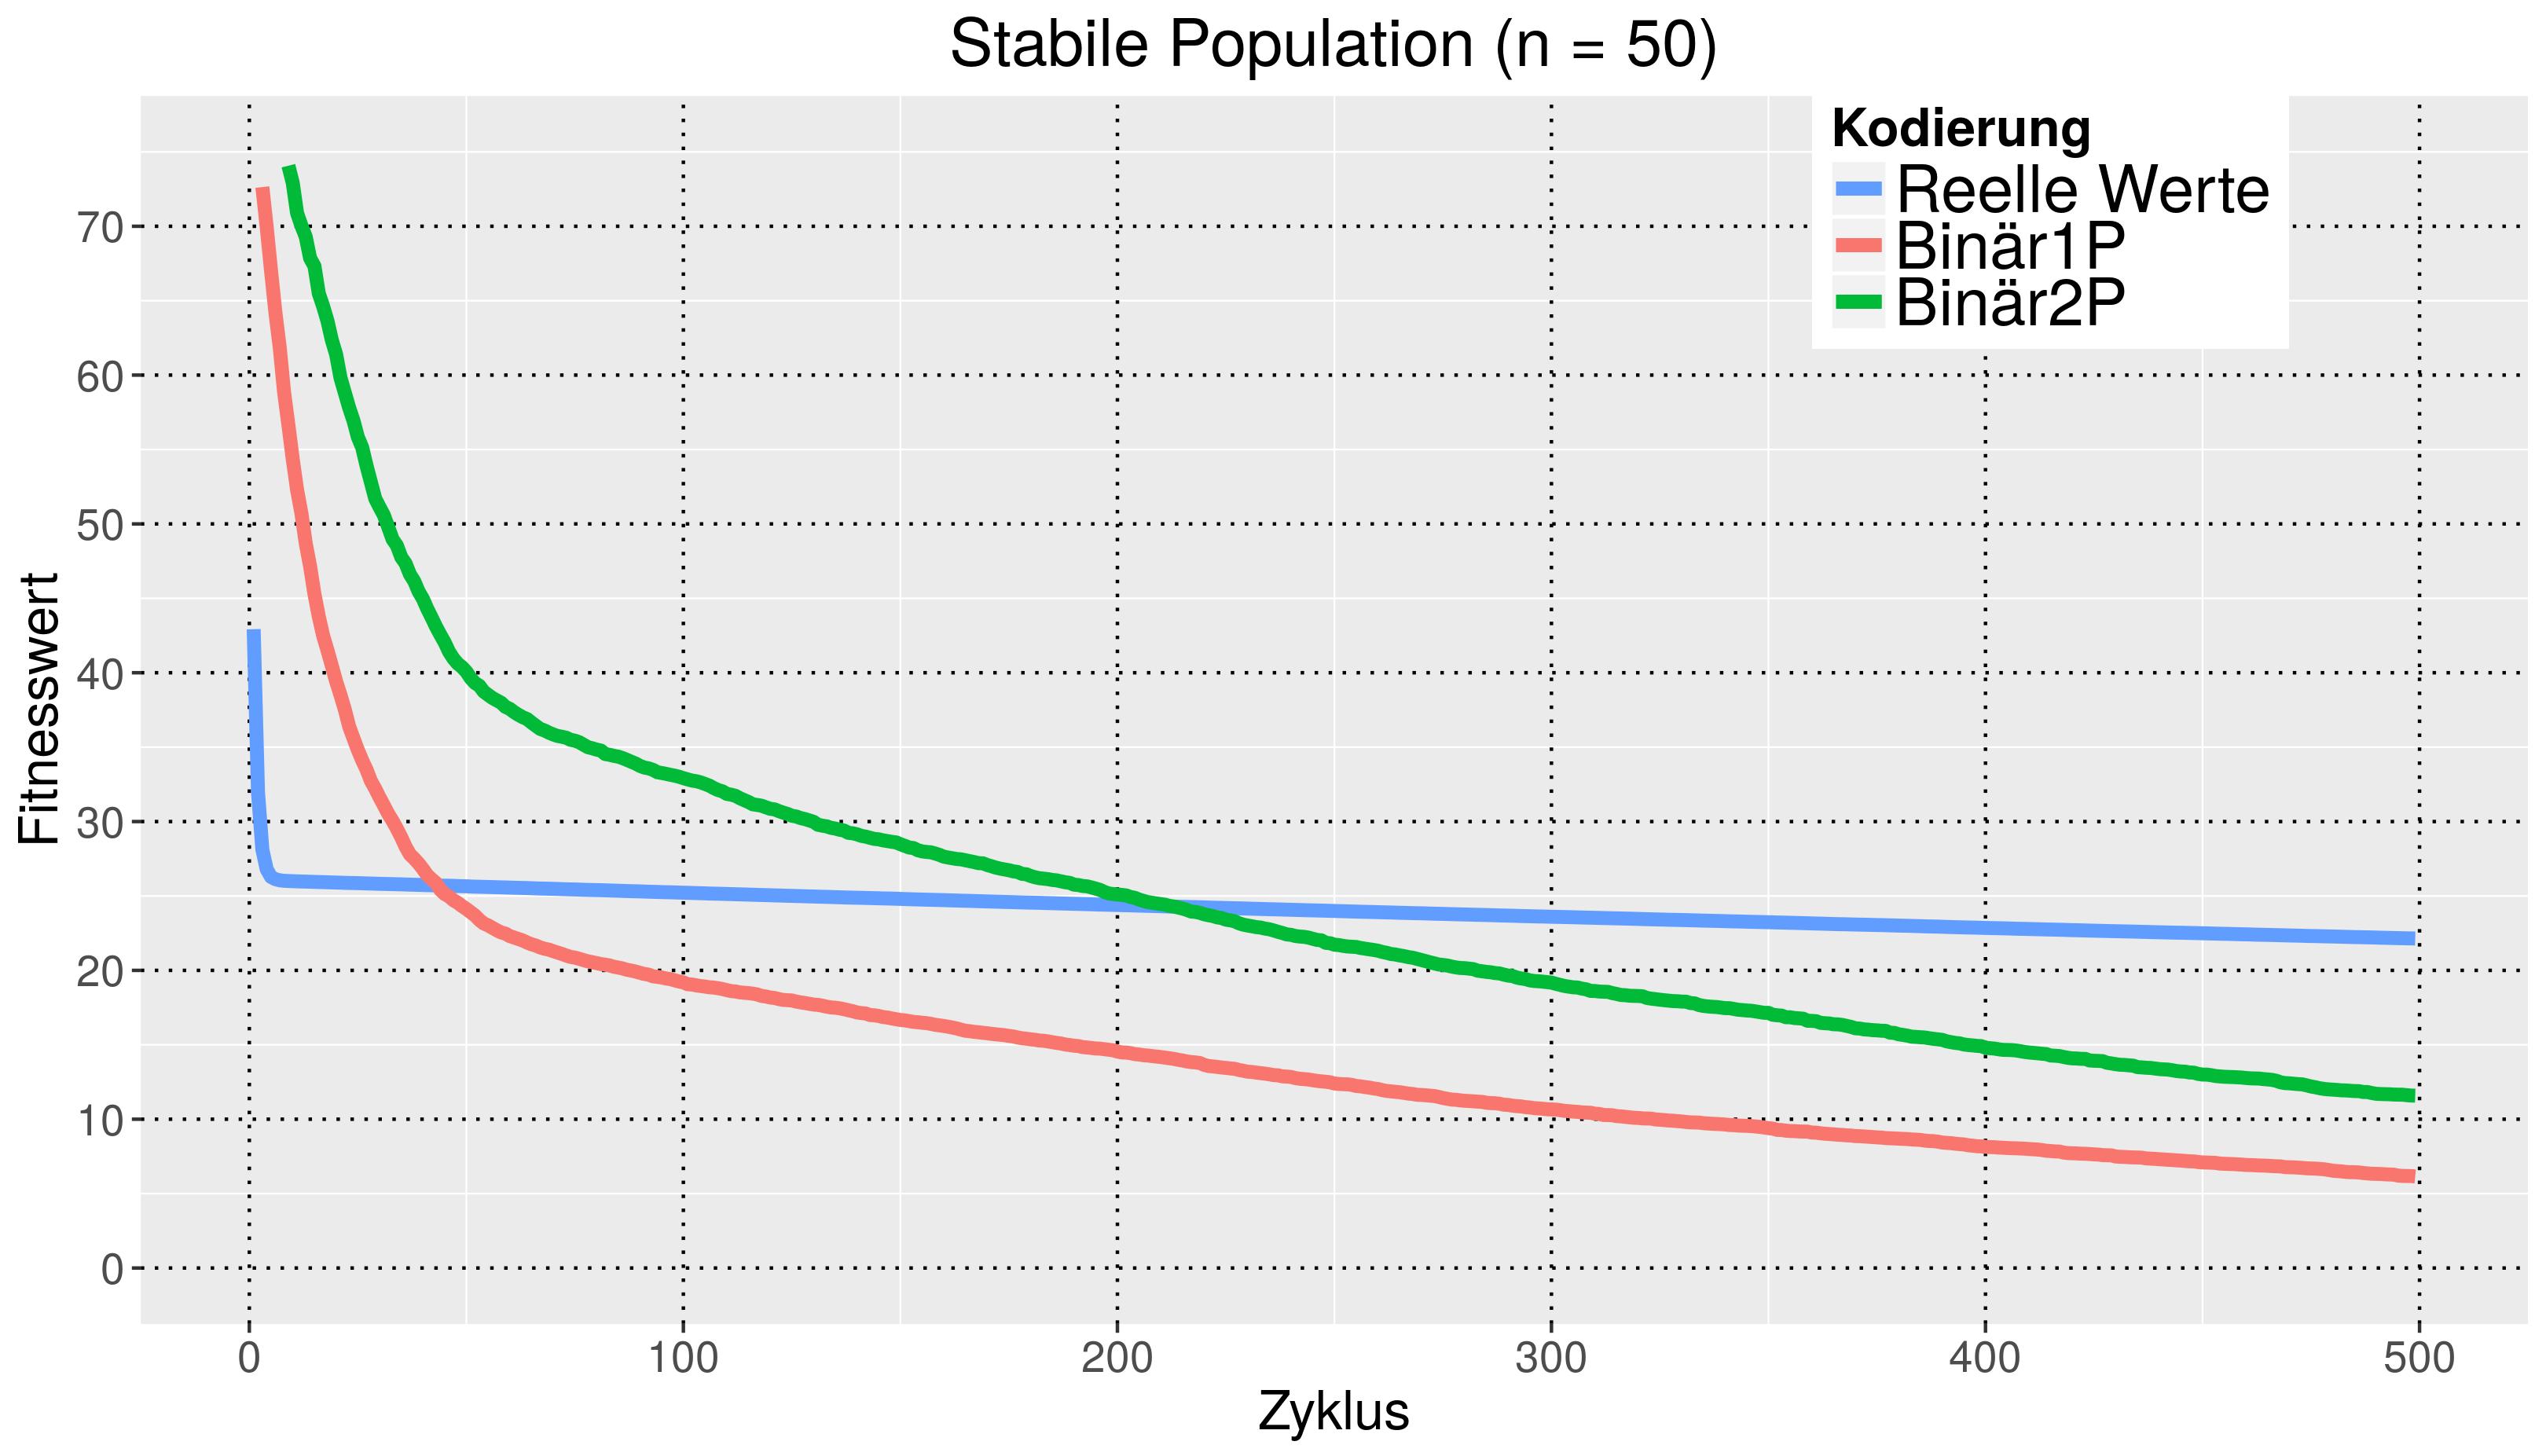 Stabile Population (n = 50)
Kodierung
Reelle Werte
Binär1P
Binär2P
Fitnesswert
70
60
50
40
30
20
10
0
0 100 200 300 400 500
Zyklus